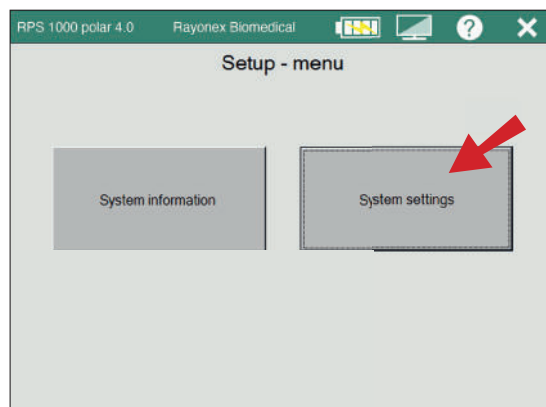 RPS 1000 polar 4.0 Rayonex Biomedical ?
Setup - menu
System information System settings